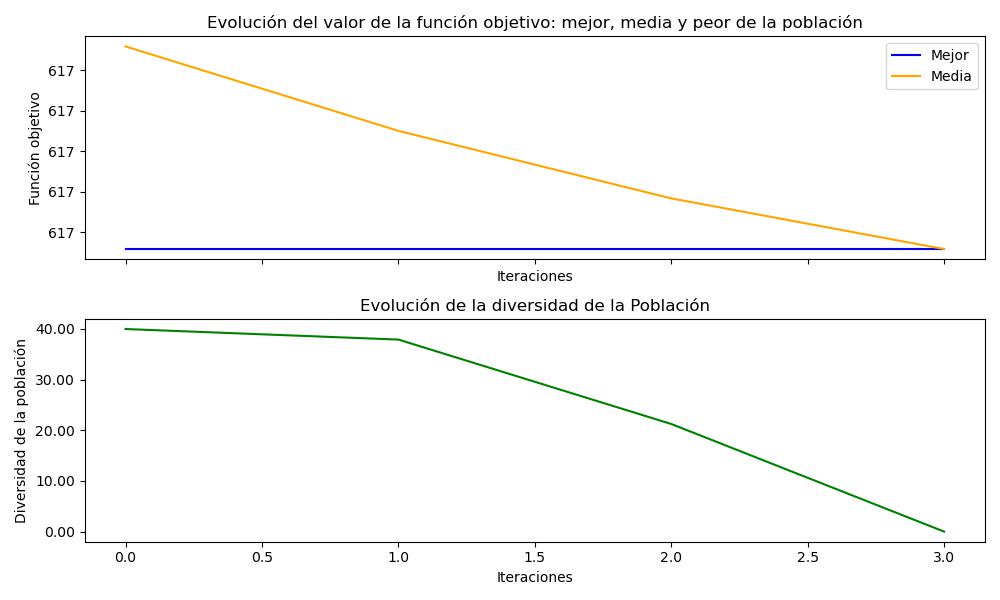 Evolución del valor de la función objetivo: mejor, media y peor de la población
Mejor
Media
617
617
617
617
617
Función objetivo
Iteraciones
Evolución de la diversidad de la Población
40.00
30.00
20.00
10.00
0.00
Diversidad de la población
0.0 0.5 1.0 1.5 2.0 2.5 3.0
Iteraciones